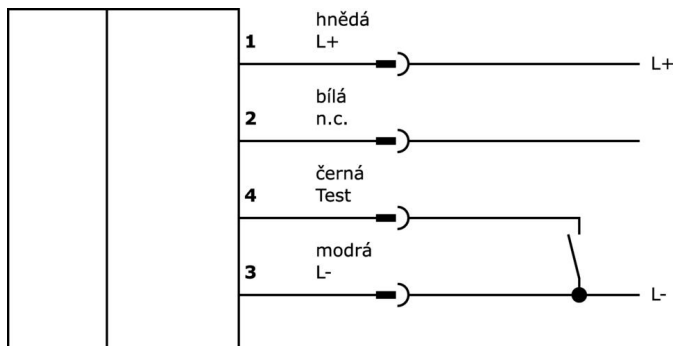 hnědá
1 L+
L+
bílá
2 n.c.
černá
4 Test
modrá
3 L-
L-